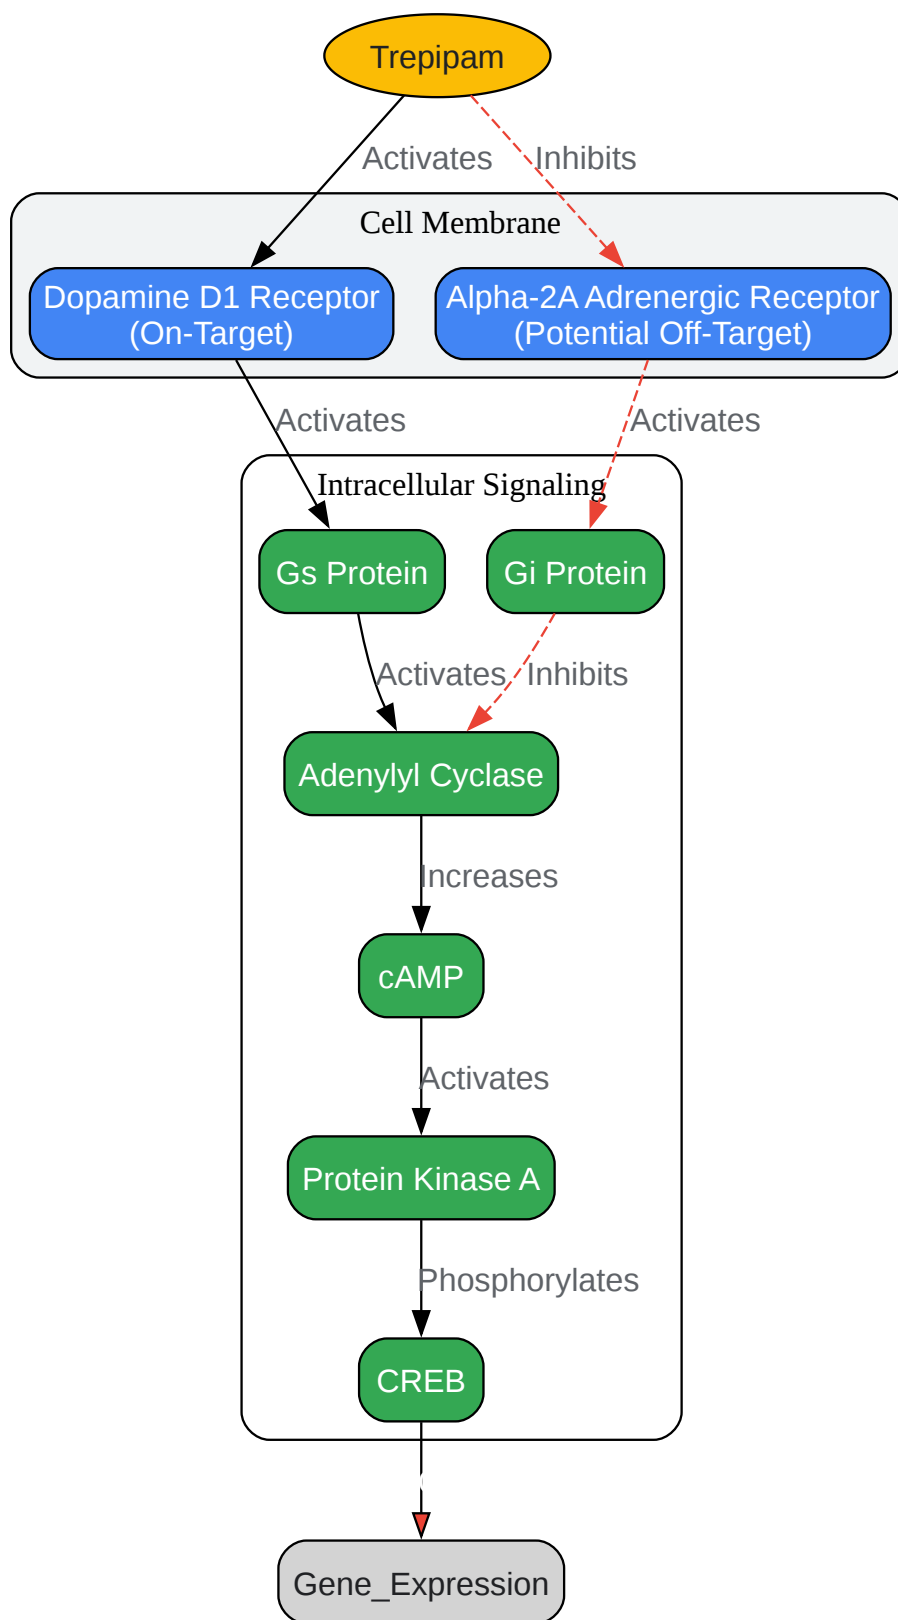 Trepipam
Activates
Inhibits
Cell Membrane
Dopamine D1 Receptor
(On-Target)
Alpha-2A Adrenergic Receptor
(Potential Off-Target)
Activates
Activates
Intracellular Signaling
Gs Protein
Gi Protein
Activates
Inhibits
Adenylyl Cyclase
Increases
cAMP
Activates
Protein Kinase A
Phosphorylates
CREB
Gene_Expression